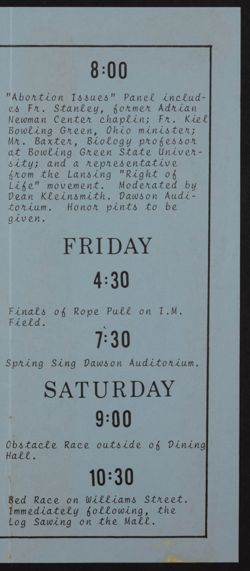 8:00
"Abortion Issues" Panel includ-
es Fr. Stanley, former Adrian
Newman Center chaplin; Fr. Kiel
Bowling Green, Ohio minister;
Mr. Baxter, Biology professor
at Bowling Green State Univer-
sity; and a representative
from the Lansing "Right of
Life" movement. Moderated by
Dean Kleinsmith. Dawson Audi-
torium. Honor pints to be
given.
FRIDAY
4:30
Finals of Rope Pull on I.M.
Field.
7:30
Spring Sing Dawson Auditorium.
SATURDAY
9:00
Obstacle Race outside of Dining
Hall.
10:30
Bed Race on Williams Street.
Immediately following, the
Log Sawing on the Mall.